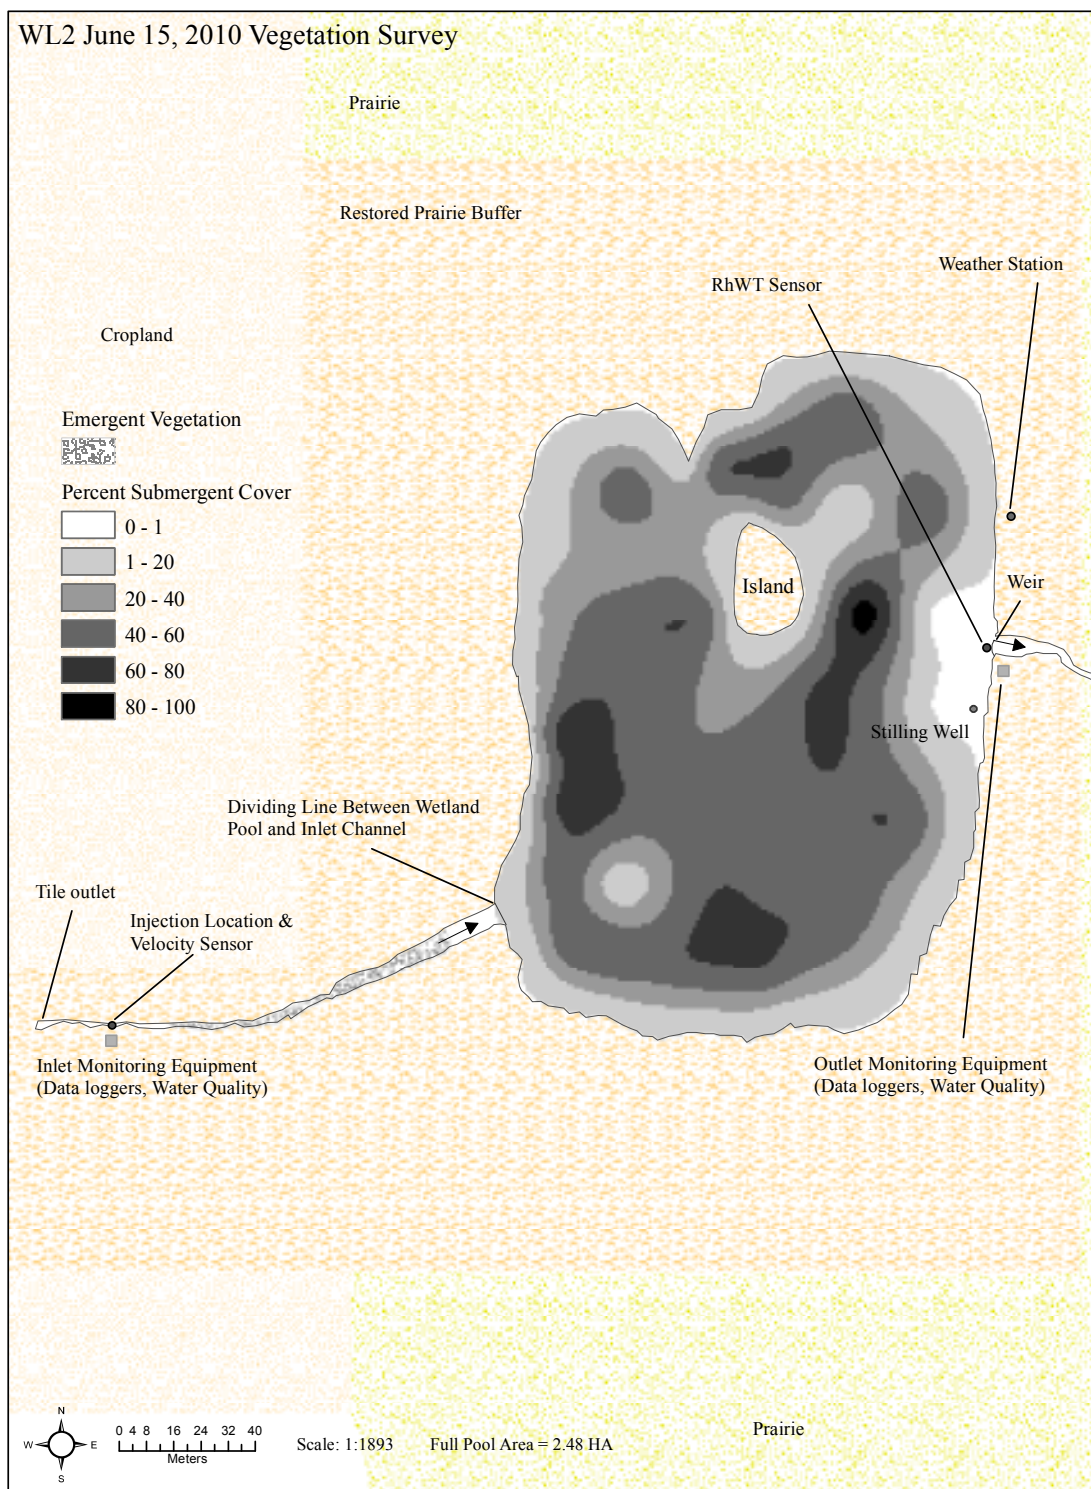 WL2 June 15, 2010 Vegetation Survey
Prairie
Restored Prairie Buffer
Weather Station
RhWT Sensor
Cropland
Emergent Vegetation
Percent Submergent Cover
0 - 1
1 - 20
20 - 40
40 - 60
60 - 80
80 - 100
Island
Weir
Stilling Well
Dividing Line Between Wetland
Pool and Inlet Channel
Tile outlet
Injection Location &
Velocity Sensor
Inlet Monitoring Equipment
(Data loggers, Water Quality)
Outlet Monitoring Equipment
(Data loggers, Water Quality)
Prairie
N
W E
S
0 4 8 16 24 32 40
Meters
Scale: 1:1893 Full Pool Area = 2.48 HA